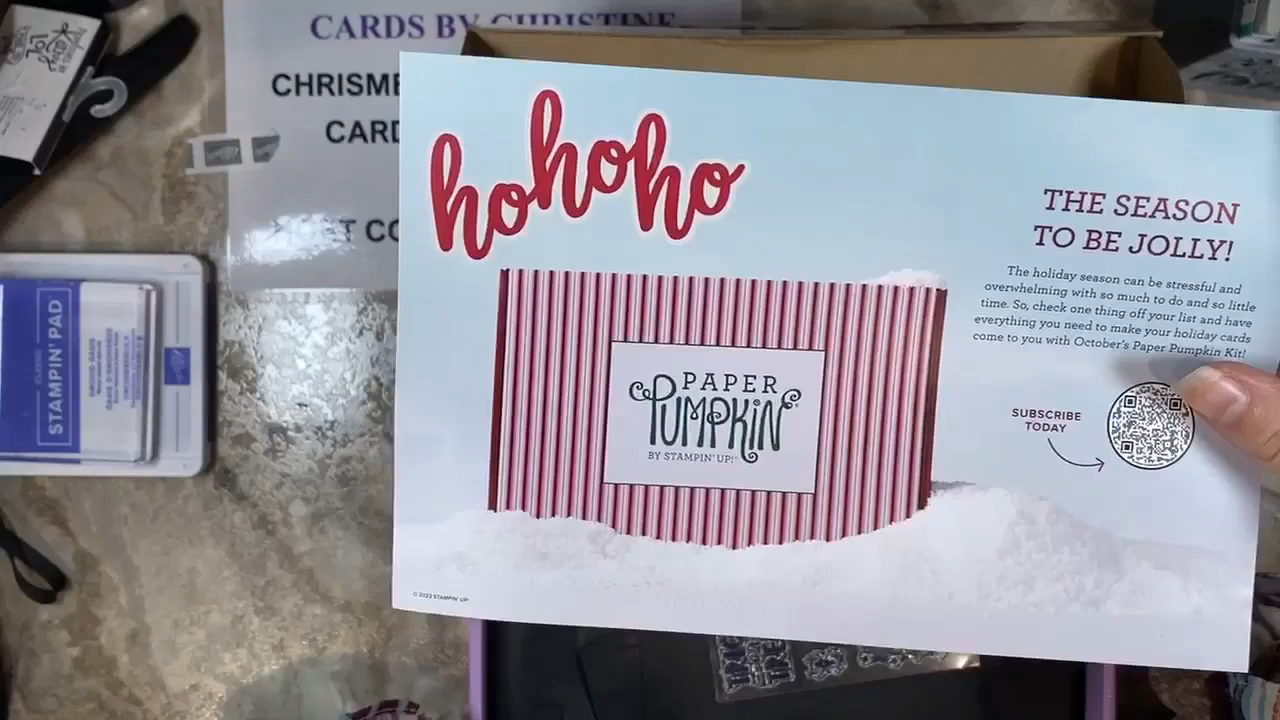 CARDS BY CHRISTINE
CHRISME
CARD
CO
hohoho
THE SEASON
TO BE JOLLY!
The holiday season can be stressful and
overwhelming with so much to do and so little
time. So, check one thing off your list and have
everything you need to make your holiday cards
come to you with October's Paper Pumpkin Kit!
SUBSCRIBE
TODAY
PAPER
PUMPKIN
BY STAMPIN' UP!
© 2022 STAMPIN' UP!
CLASSIC
STAMPIN' PAD